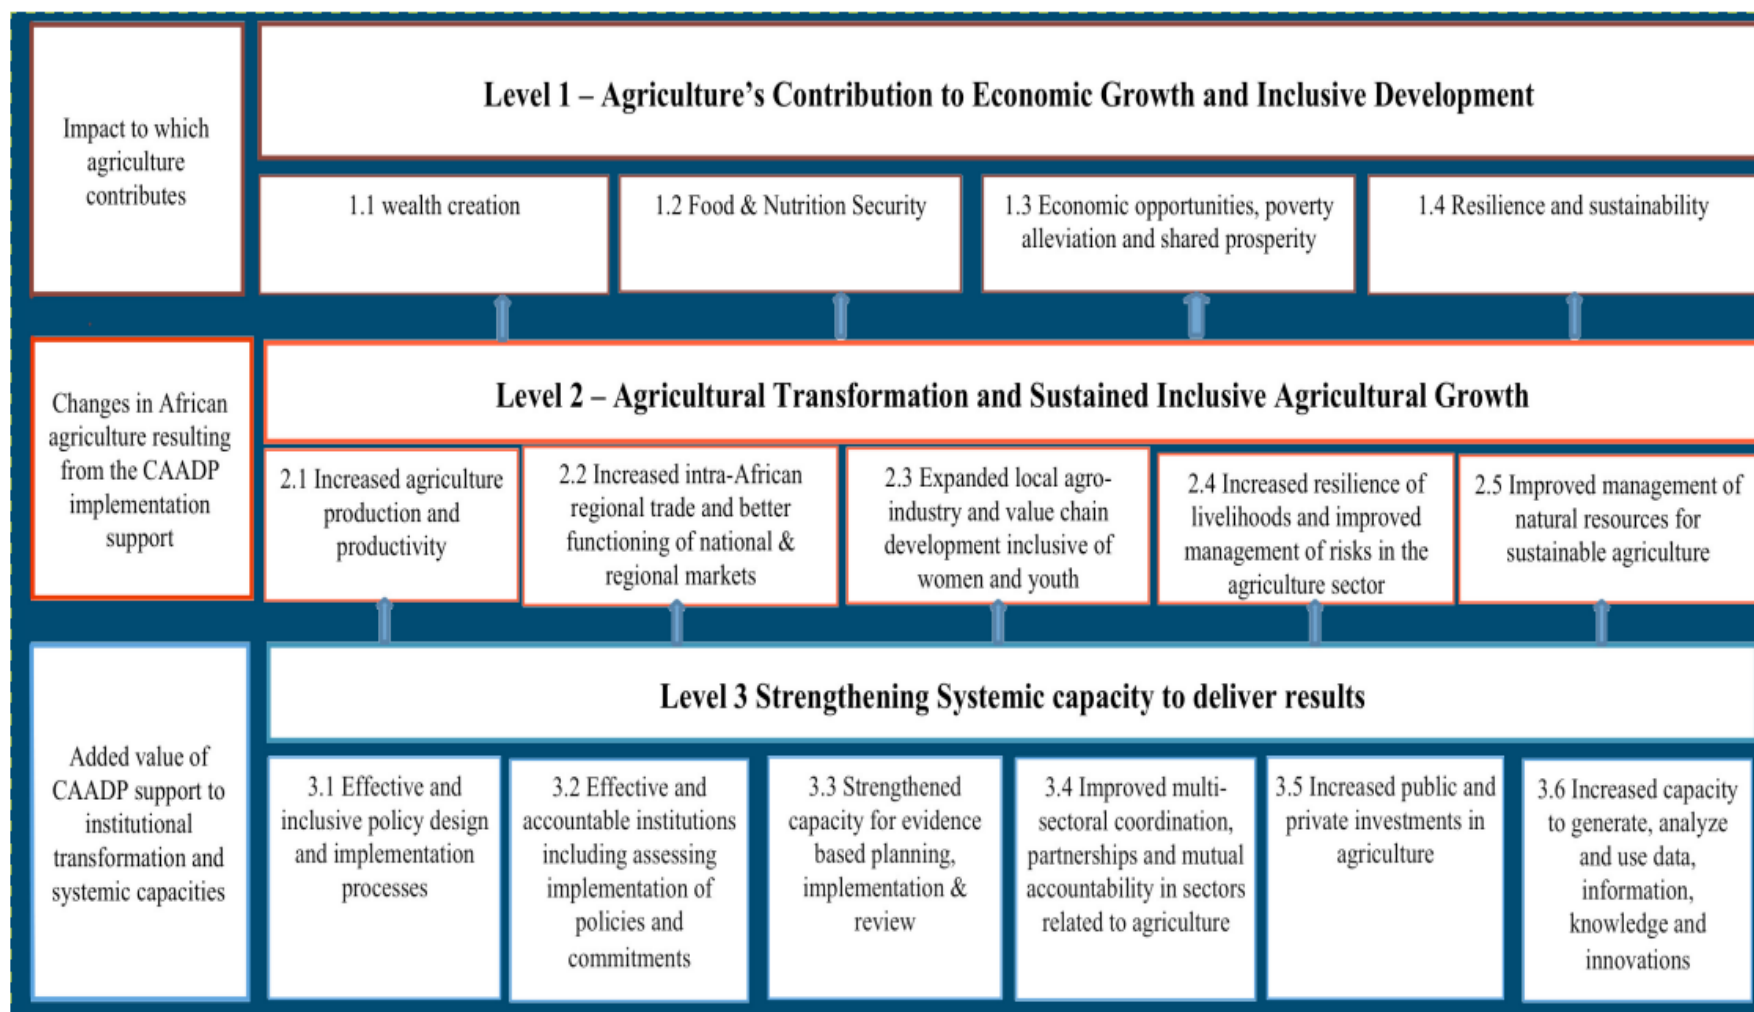 Impact to which
agriculture
contributes
Level 1 – Agriculture’s Contribution to Economic Growth and Inclusive Development
1.1 wealth creation
1.2 Food & Nutrition Security
1.3 Economic opportunities, poverty
alleviation and shared prosperity
1.4 Resilience and sustainability
Changes in African
agriculture resulting
from the CAADP
implementation
support
Level 2 – Agricultural Transformation and Sustained Inclusive Agricultural Growth
2.1 Increased agriculture
production and
productivity
2.2 Increased intra-African
regional trade and better
functioning of national &
regional markets
2.3 Expanded local agro-
industry and value chain
development inclusive of
women and youth
2.4 Increased resilience of
livelihoods and improved
management of risks in the
agriculture sector
2.5 Improved management of
natural resources for
sustainable agriculture
Added value of
CAADP support to
institutional
transformation and
systemic capacities
Level 3 Strengthening Systemic capacity to deliver results
3.1 Effective and
inclusive policy design
and implementation
processes
3.2 Effective and
accountable institutions
including assessing
implementation of
policies and
commitments
3.3 Strengthened
capacity for evidence
based planning,
implementation &
review
3.4 Improved multi-
sectoral coordination,
partnerships and mutual
accountability in sectors
related to agriculture
3.5 Increased public and
private investments in
agriculture
3.6 Increased capacity
to generate, analyze
and use data,
information,
knowledge and
innovations